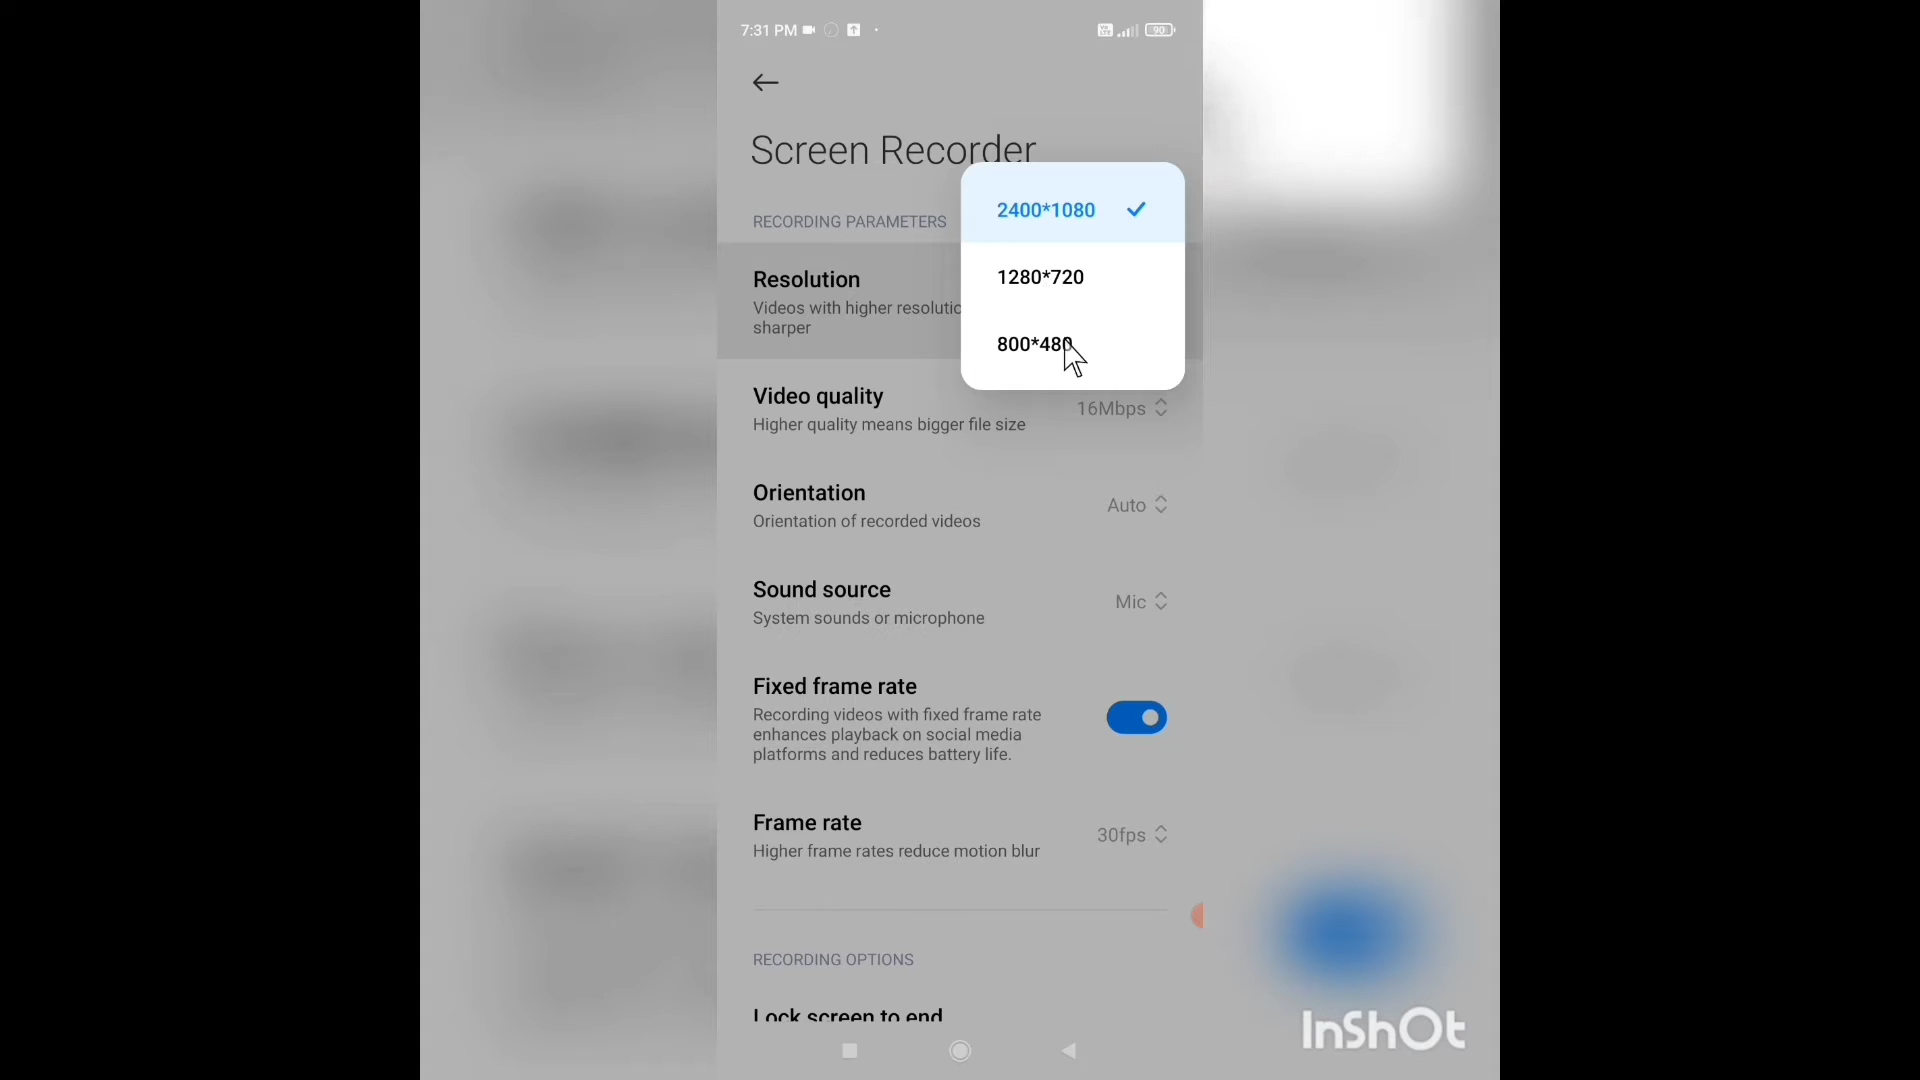 7:31 PM
90
Screen Recorder
2400*1080
RECORDING PARAMETERS
1280*720
Resolution
Videos with higher resolutio
sharper
800*480
Video quality
16Mbps
Higher quality means bigger file size
Orientation
Auto
Orientation of recorded videos
Sound source
Mic
System sounds or microphone
Fixed frame rate
Recording videos with fixed frame rate
enhances playback on social media
platforms and reduces battery life.
Frame rate
30fps
Higher frame rates reduce motion blur
RECORDING OPTIONS
Lock screen to end
InShOt